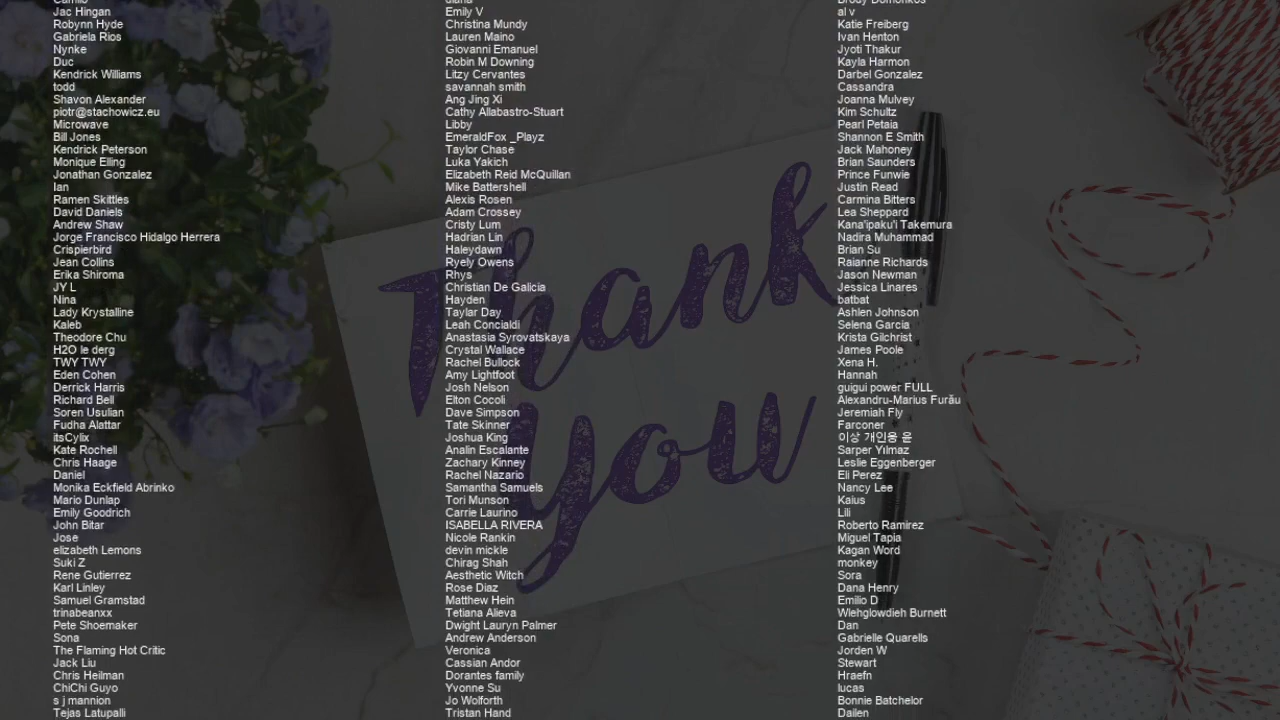 Jac Hingan
Robynn Hyde
Gabriela Rios
Nynke
Duc
Kendrick Williams
todd
Shavon Alexander
piotr@stachowicz.eu
Microwave
Bill Jones
Kendrick Peterson
Monique Elling
Jonathan Gonzalez
Ian
Ramen Skittles
David Daniels
Andrew Shaw
Jorge Francisco Hidalgo Herrera
Crispierbird
Jean Collins
Erika Shiroma
JY L
Nina
Lady Krystalline
Kaleb
Theodore Chu
H2O le derg
TWY TWY
Eden Cohen
Derrick Harris
Richard Bell
Soren Usulian
Fudha Alattar
itsCylix
Kate Rochell
Chris Haage
Daniel
Monika Eckfield Abrinko
Mario Dunlap
Emily Goodrich
John Bitar
Jose
elizabeth Lemons
Suki Z
Rene Gutierrez
Karl Linley
Samuel Gramstad
trinabeanxx
Pete Shoemaker
Sona
The Flaming Hot Critic
Jack Liu
Chris Heilman
ChiChi Guyo
s j mannion
Tejas Latupalli
Emily V
Christina Mundy
Lauren Maino
Giovanni Emanuel
Robin M Downing
Litzy Cervantes
savannah smith
Ang Jing Xi
Cathy Allabastro-Stuart
Libby
EmeraldFox _Playz
Taylor Chase
Luka Yakich
Elizabeth Reid McQuillan
Mike Battershell
Alexis Rosen
Adam Crossey
Cristy Lum
Hadrian Lin
Haleydawn
Ryely Owens
Rhys
Christian De Galicia
Hayden
Taylar Day
Leah Concialdi
Anastasia Syrovatskaya
Crystal Wallace
Rachel Bullock
Amy Lightfoot
Josh Nelson
Elton Cocoli
Dave Simpson
Tate Skinner
Joshua King
Analin Escalante
Zachary Kinney
Rachel Nazario
Samantha Samuels
Tori Munson
Carrie Laurino
ISABELLA RIVERA
Nicole Rankin
devin mickle
Chirag Shah
Aesthetic Witch
Rose Diaz
Matthew Hein
Tetiana Alieva
Dwight Lauryn Palmer
Andrew Anderson
Veronica
Cassian Andor
Dorantes family
Yvonne Su
Jo Wolforth
Tristan Hand
al v
Katie Freiberg
Ivan Henton
Jyoti Thakur
Kayla Harmon
Darbel Gonzalez
Cassandra
Joanna Mulvey
Kim Schultz
Pearl Petaia
Shannon E Smith
Jack Mahoney
Brian Saunders
Prince Funwie
Justin Read
Carmina Bitters
Lea Sheppard
Kana'ipaku'i Takemura
Nadira Muhammad
Brian Su
Raianne Richards
Jason Newman
Jessica Linares
batbat
Ashlen Johnson
Selena Garcia
Krista Gilchrist
James Poole
Xena H.
Hannah
guigui power FULL
Alexandru-Marius Furău
Jeremiah Fly
Farconer
이상 개인용 윤
Sarper Yılmaz
Leslie Eggenberger
Eli Perez
Nancy Lee
Kaius
Lili
Roberto Ramirez
Miguel Tapia
Kagan Word
monkey
Sora
Dana Henry
Emilio D
Wlehglowdieh Burnett
Dan
Gabrielle Quarells
Jorden W
Stewart
Hraefn
lucas
Bonnie Batchelor
Dailen
Thank
you